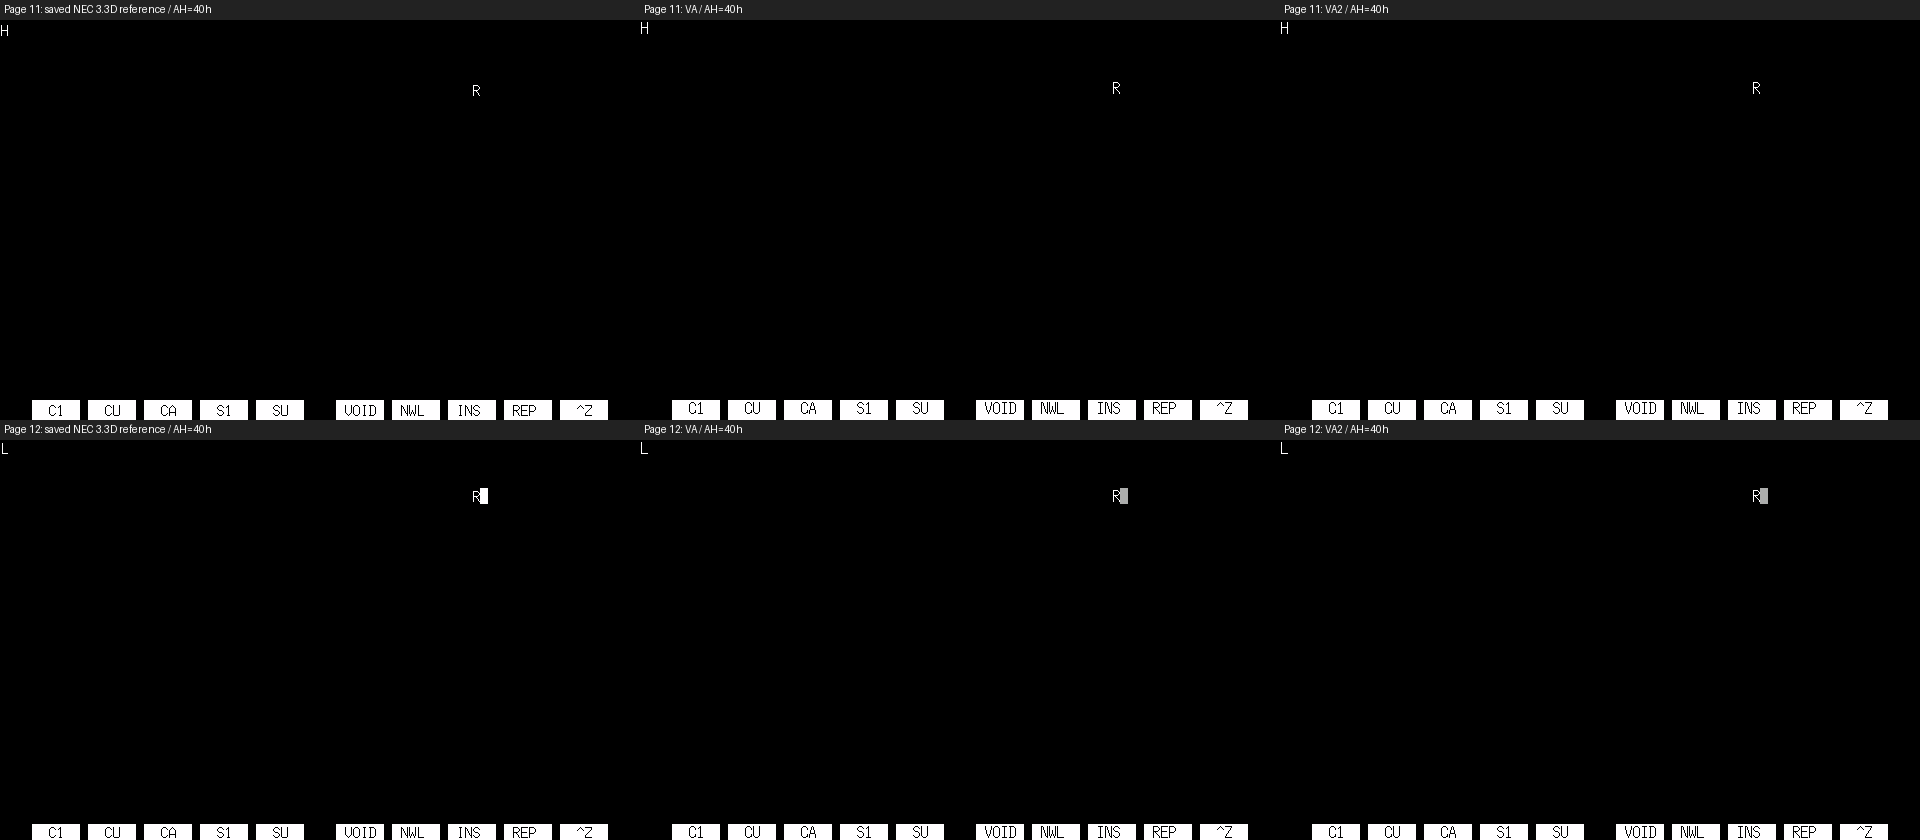 Page 11: saved NEC 3.3D reference / AH=40h
H
R
C1 CU CA S1 SU VOID NWL INS REP ^Z
Page 11: VA / AH=40h
H
R
C1 CU CA S1 SU VOID NWL INS REP ^Z
Page 11: VA2 / AH=40h
H
R
C1 CU CA S1 SU VOID NWL INS REP ^Z
Page 12: saved NEC 3.3D reference / AH=40h
L
R
C1 CU CA S1 SU VOID NWL INS REP ^Z
Page 12: VA / AH=40h
L
R
C1 CU CA S1 SU VOID NWL INS REP ^Z
Page 12: VA2 / AH=40h
L
R
C1 CU CA S1 SU VOID NWL INS REP ^Z